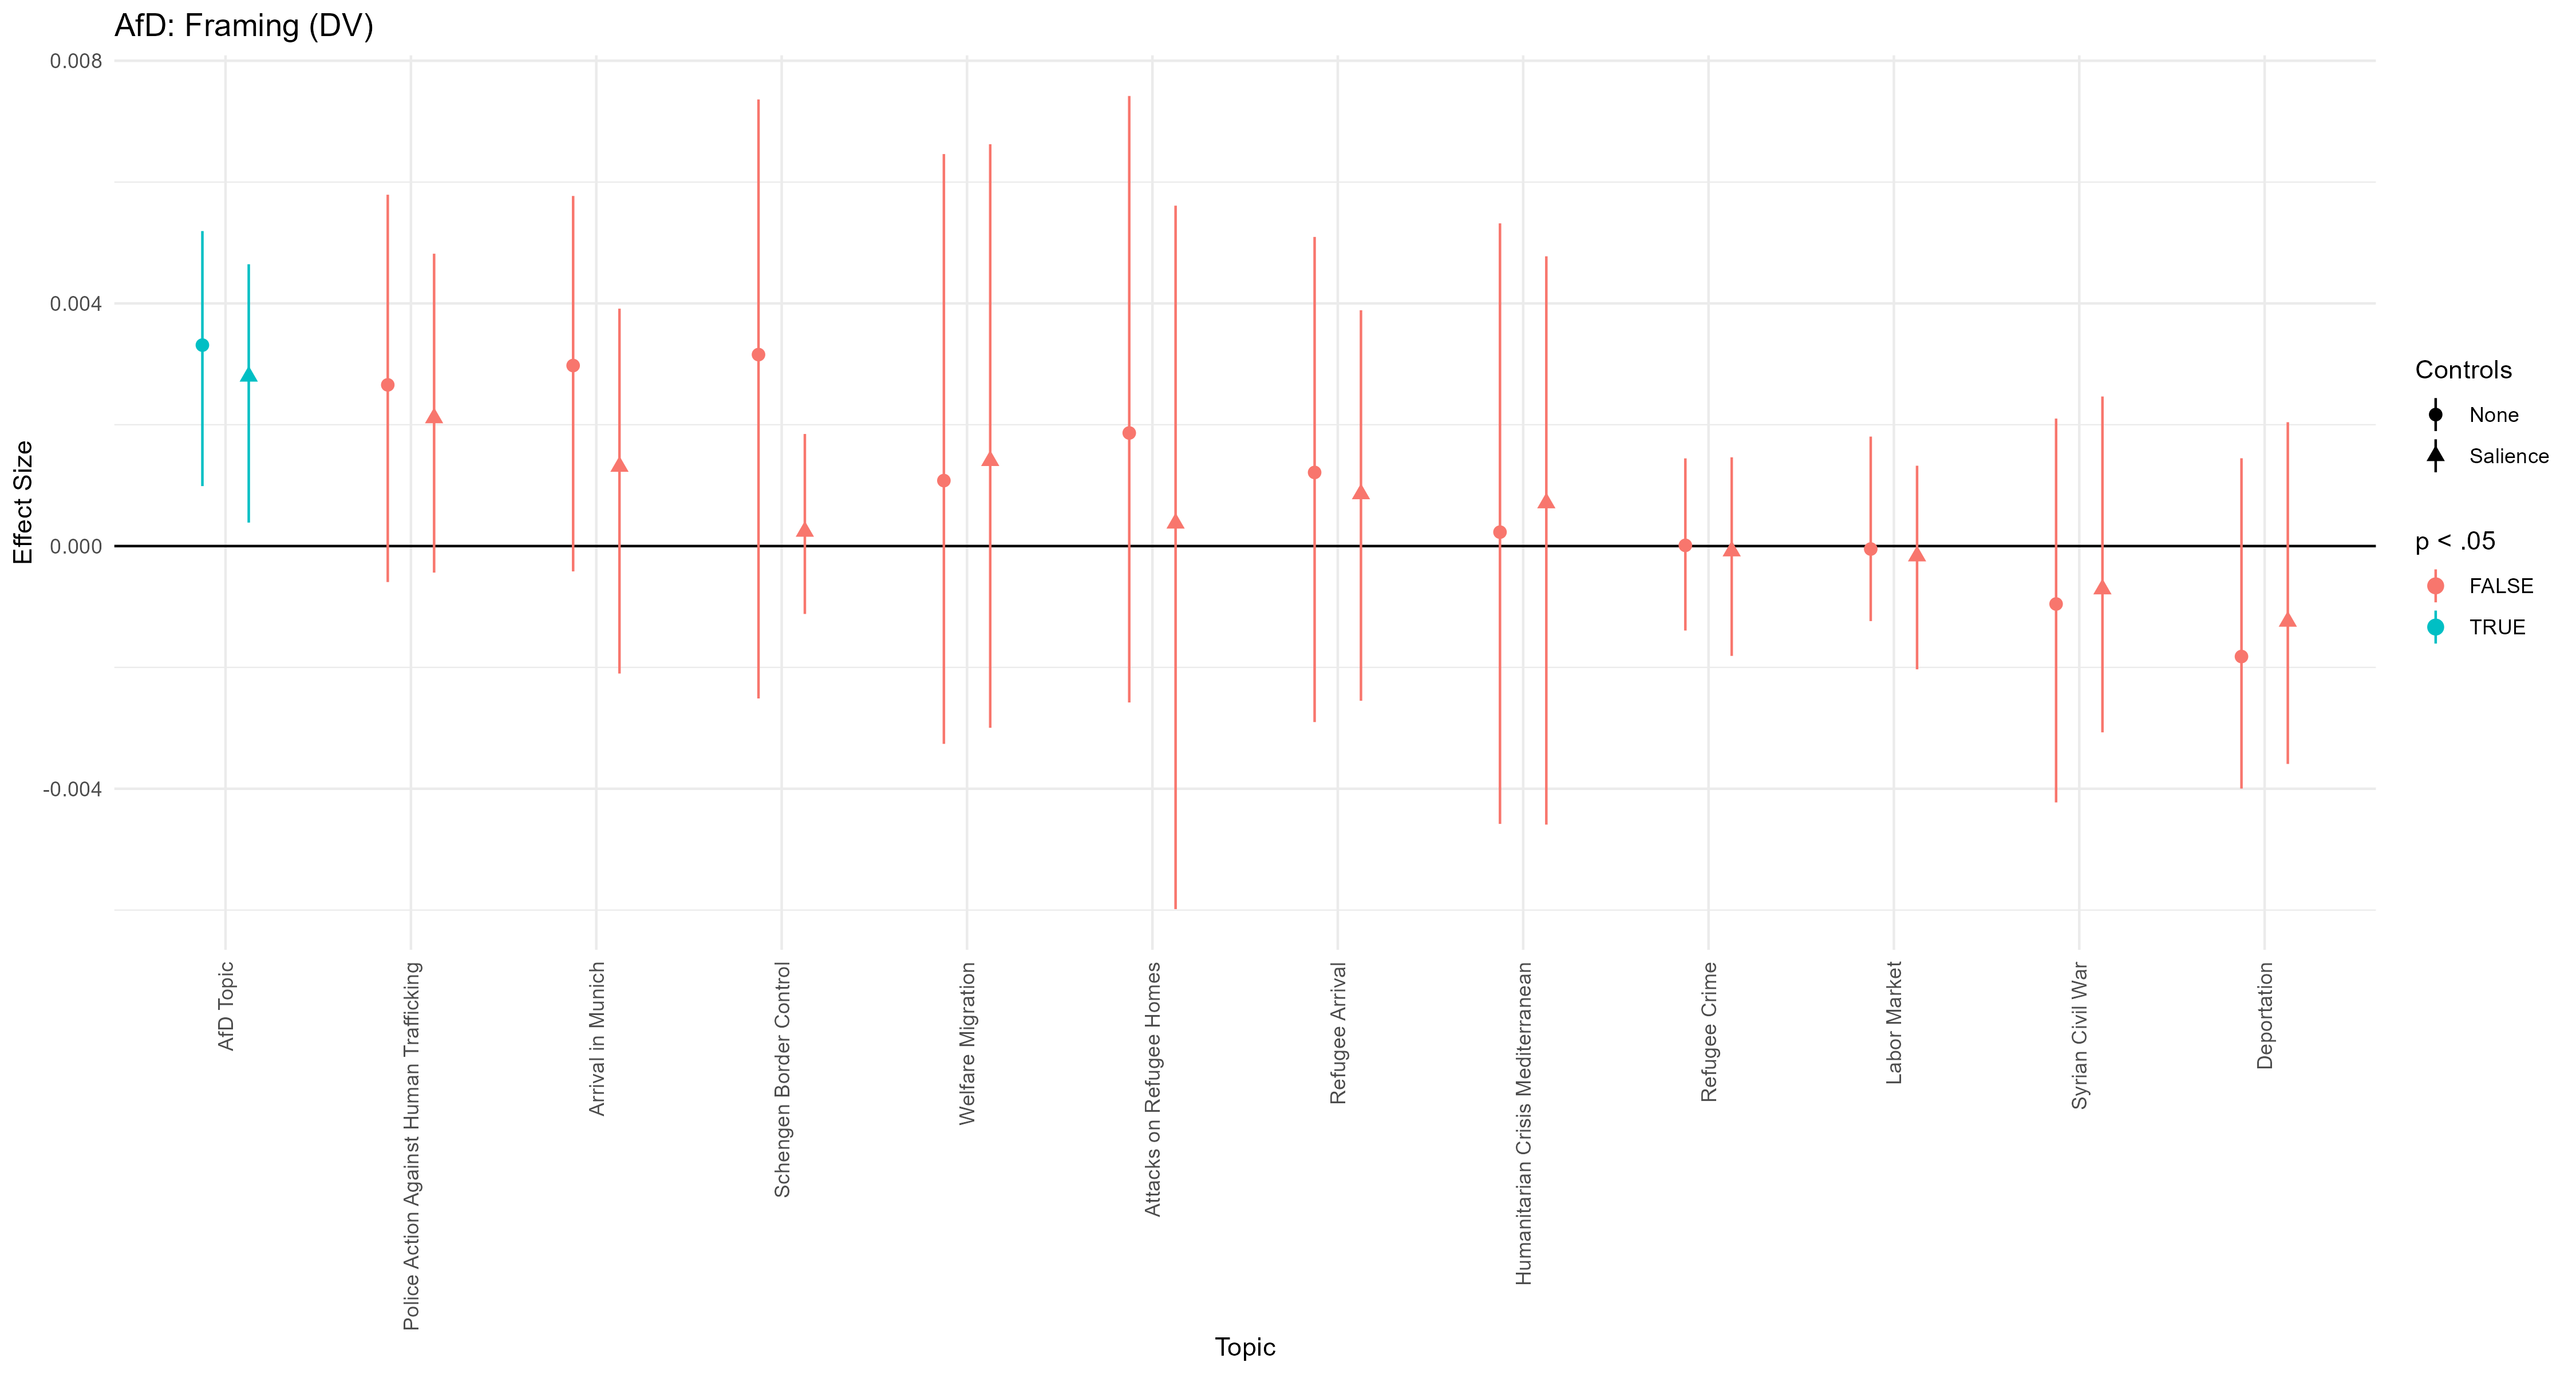 AfD: Framing (DV)
0.008
0.004
0.000
-0.004
Effect Size
AfD Topic
Police Action Against Human Trafficking
Arrival in Munich
Schengen Border Control
Welfare Migration
Attacks on Refugee Homes
Refugee Arrival
Humanitarian Crisis Mediterranean
Refugee Crime
Labor Market
Syrian Civil War
Deportation
Topic
Controls
None
Salience
p < .05
FALSE
TRUE